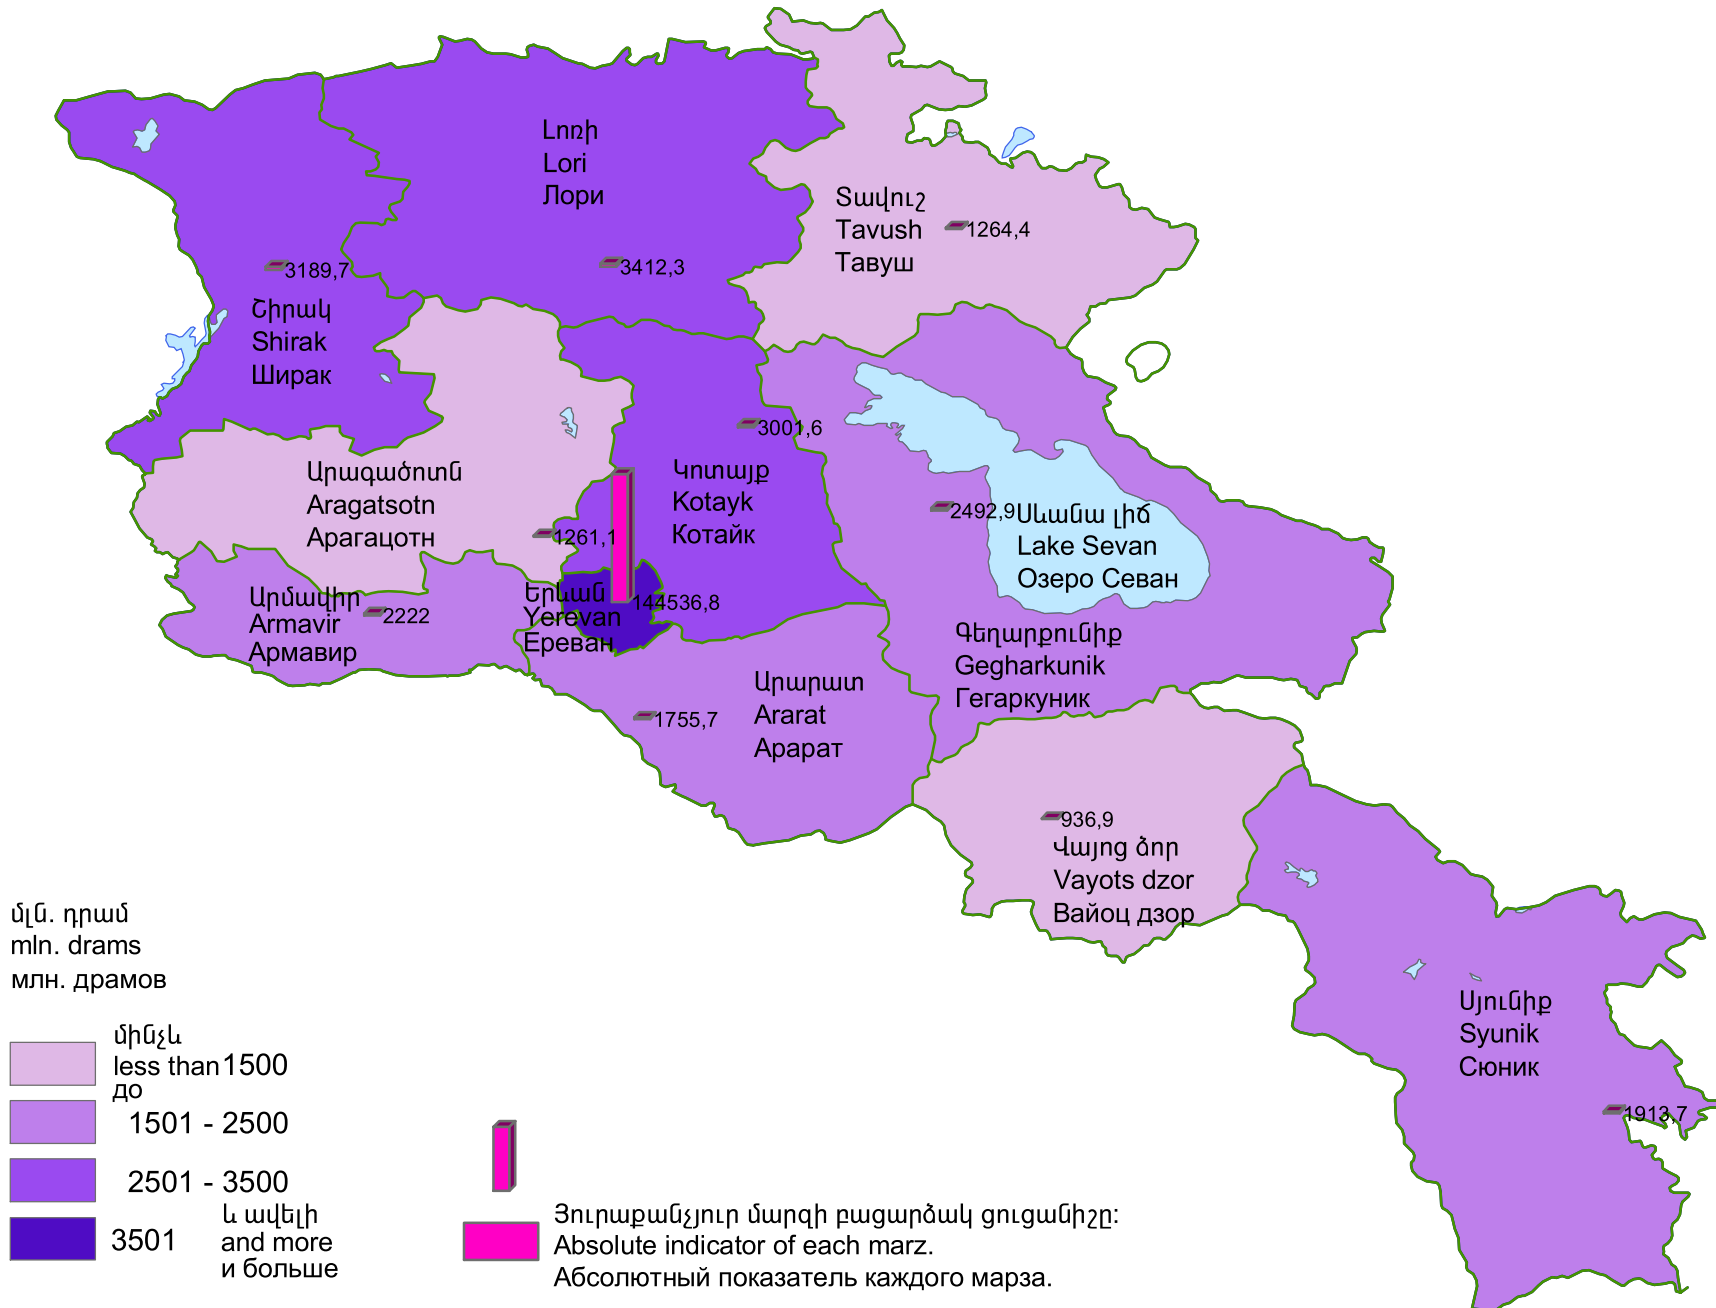 Լոռի
Lori
Лори
3412,3
Տավուշ
Tavush
Тавуш
1264,4
3189,7
Շիրակ
Shirak
Ширак
3001,6
Կոտայք
Kotayk
Котайк
Արագածոտն
Aragatsotn
Арагацотн
1261,1
2492,9
Սևանա լիճ
Lake Sevan
Озеро Севан
Արմավիր
Armavir
Армавир
2222
Երևան
Yerevan
Ереван
144536,8
Գեղարքունիք
Gegharkunik
Гегаркуник
Արարատ
Ararat
Арарат
1755,7
936,9
Վայոց ձոր
Vayots dzor
Вайоц дзор
Սյունիք
Syunik
Сюник
1913,7
մլն. դրամ
mln. drams
млн. драмов
մինչև
less than 1500
до
1501 - 2500
2501 - 3500
և ավելի
3501 and more
и больше
Յուրաքանչյուր մարզի բացարձակ ցուցանիշը:
Absolute indicator of each marz.
Абсолютный показатель каждого марза.